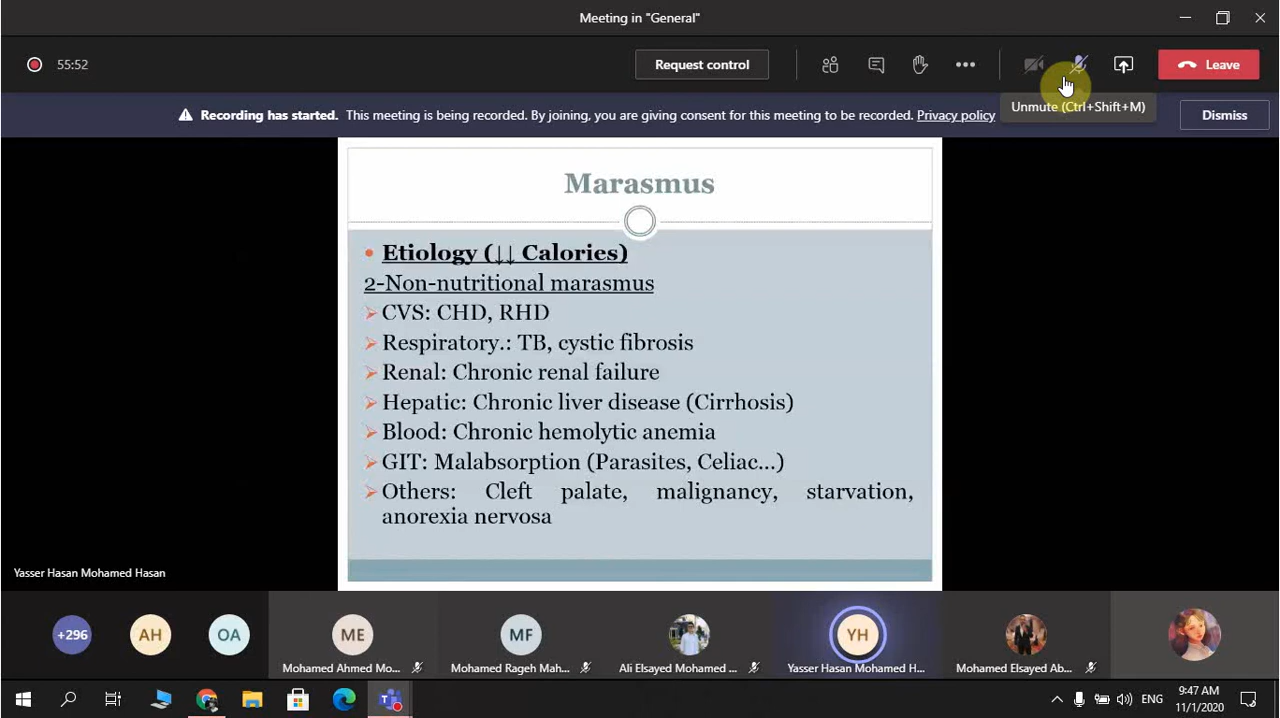 Meeting in "General"
55:52
Request control
Leave
Recording has started. This meeting is being recorded. By joining, you are giving consent for this meeting to be recorded. Privacy policy
Unmute (Ctrl+Shift+M)
Dismiss
Marasmus
• Etiology (↓↓ Calories)
2-Non-nutritional marasmus
➢ CVS: CHD, RHD
➢ Respiratory.: TB, cystic fibrosis
➢ Renal: Chronic renal failure
➢ Hepatic: Chronic liver disease (Cirrhosis)
➢ Blood: Chronic hemolytic anemia
➢ GIT: Malabsorption (Parasites, Celiac...)
➢ Others: Cleft palate, malignancy, starvation,
anorexia nervosa
Yasser Hasan Mohamed Hasan
+296
AH
OA
ME
MF
YH
Mohamed Ahmed Mo...
Mohamed Rageh Mah...
Ali Elsayed Mohamed ...
Yasser Hasan Mohamed H...
Mohamed Elsayed Ab...
ENG
9:47 AM
11/1/2020